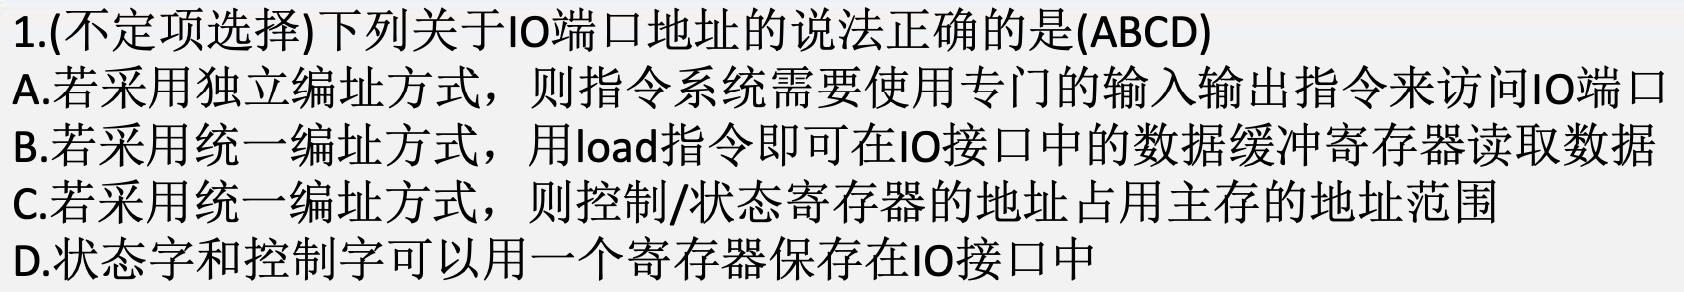 1.(不定项选择)下列关于IO端口地址的说法正确的是(ABCD)
A.若采用独立编址方式，则指令系统需要使用专门的输入输出指令来访问IO端口
B.若采用统一编址方式，用load指令即可在IO接口中的数据缓冲寄存器读取数据
C.若采用统一编址方式，则控制/状态寄存器的地址占用主存的地址范围
D.状态字和控制字可以用一个寄存器保存在IO接口中